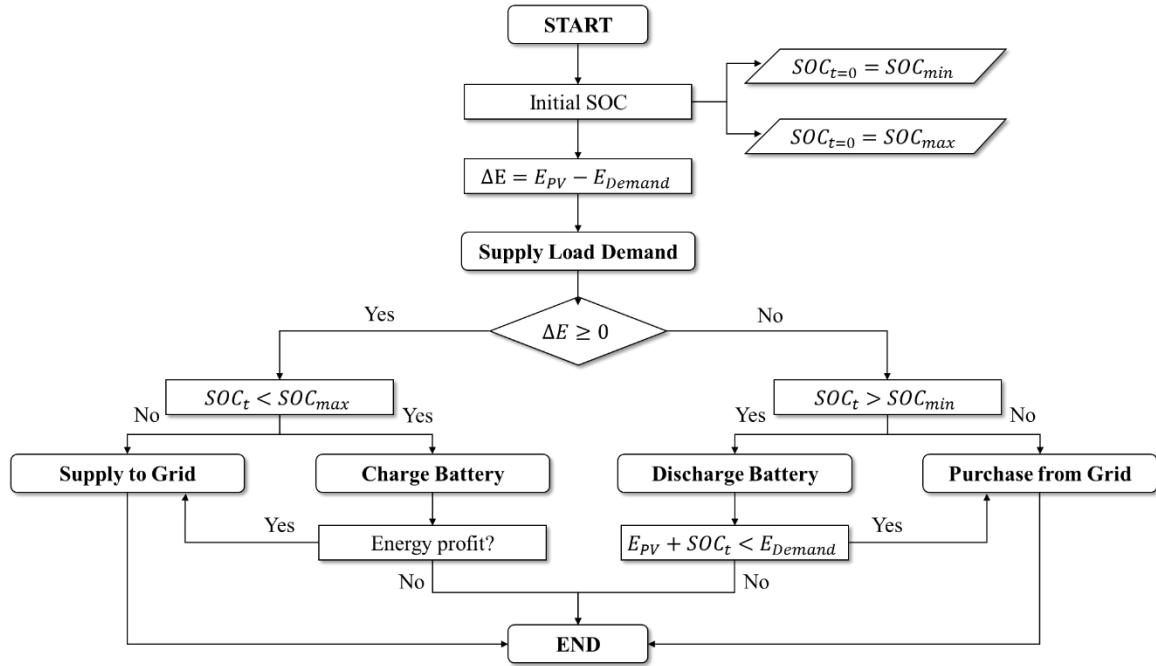 START
Initial SOC
SOC_{t=0} = SOC_{min}
SOC_{t=0} = SOC_{max}
ΔE = E_{PV} − E_{Demand}
Supply Load Demand
Yes
ΔE ≥ 0
No
SOC_t < SOC_{max}
SOC_t > SOC_{min}
No
Yes
Yes
No
Supply to Grid
Charge Battery
Discharge Battery
Purchase from Grid
Yes
Energy profit?
E_{PV} + SOC_t < E_{Demand}
Yes
No
No
END